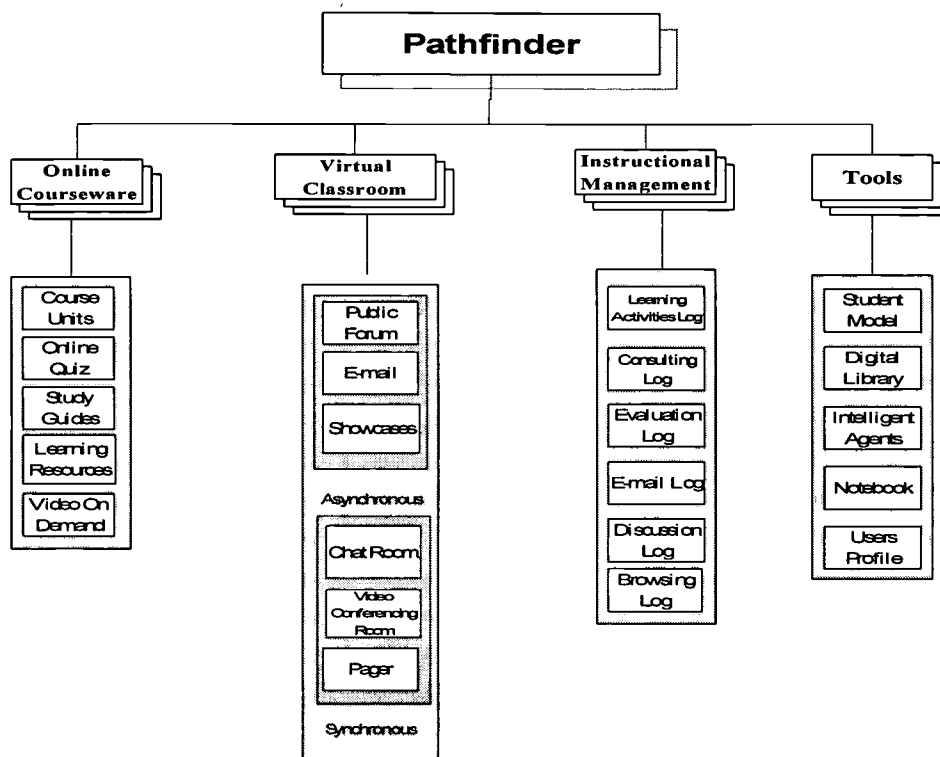 Pathfinder
Online
Courseware
Virtual
Classroom
Instructional
Management
Tools
Course
Units
Online
Quiz
Study
Guides
Learning
Resources
Video On
Demand
Public
Forum
E-mail
Showcases
Asynchronous
Chat Room
Video
Conferencing
Room
Pager
Synchronous
Learning
Activities Log
Consulting
Log
Evaluation
Log
E-mail Log
Discussion
Log
Browsing
Log
Student
Model
Digital
Library
Intelligent
Agents
Notebook
Users
Profile